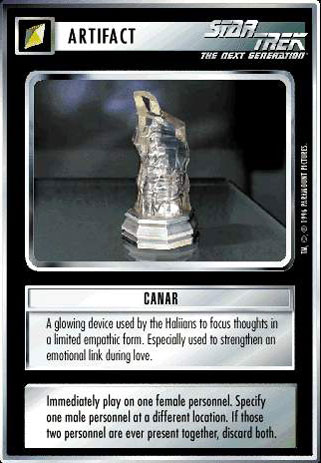 ARTIFACT
STAR TREK
THE NEXT GENERATION
TM, ©, ® 1996 PARAMOUNT PICTURES.
CANAR
A glowing device used by the Haliians to focus thoughts in
a limited empathic form. Especially used to strengthen an
emotional link during love.
Immediately play on one female personnel. Specify
one male personnel at a different location. If those
two personnel are ever present together, discard both.